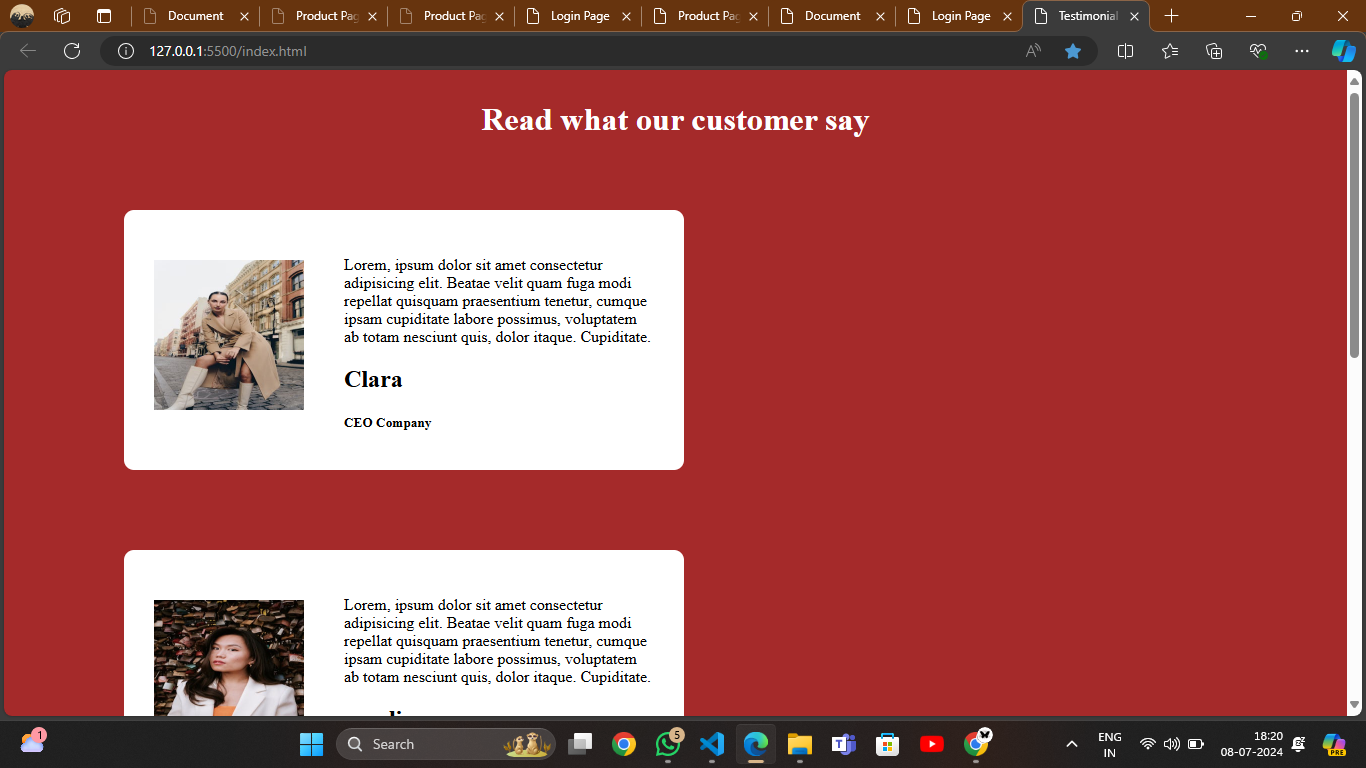 Document
Product Pag
Product Pag
Login Page
Product Pag
Document
Login Page
Testimonial
127.0.0.1:5500/index.html
Read what our customer say
Lorem, ipsum dolor sit amet consectetur
adipisicing elit. Beatae velit quam fuga modi
repellat quisquam praesentium tenetur, cumque
ipsam cupiditate labore possimus, voluptatem
ab totam nesciunt quis, dolor itaque. Cupiditate.
Clara
CEO Company
Lorem, ipsum dolor sit amet consectetur
adipisicing elit. Beatae velit quam fuga modi
repellat quisquam praesentium tenetur, cumque
ipsam cupiditate labore possimus, voluptatem
ab totam nesciunt quis, dolor itaque. Cupiditate.
1
Search
5
ENG
IN
18:20
08-07-2024
PRE